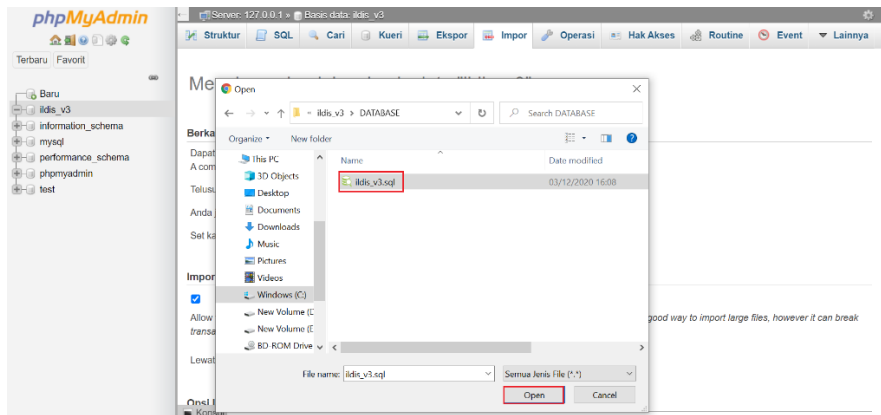 phpMyAdmin
Terbaru Favorit
Baru
ildis_v3
information_schema
mysql
performance_schema
phpmyadmin
test
Server: 127.0.0.1 » Basis data: ildis_v3
Struktur SQL Cari Kueri Ekspor Impor Operasi Hak Akses Routine Event Lainnya
Me
Berka
Dapat
A com
Telusu
Anda j
Set ka
Impor
Allow
transa
good way to import large files, however it can break
Lewat
Opsi I
Open
« ildis_v3 > DATABASE
Search DATABASE
Organize New folder
This PC
3D Objects
Desktop
Documents
Downloads
Music
Pictures
Videos
Windows (C:)
New Volume (D
New Volume (E
BD-ROM Drive
Name Date modified
ildis_v3.sql 03/12/2020 16:08
File name: ildis_v3.sql Semua Jenis File (*.*)
Open Cancel